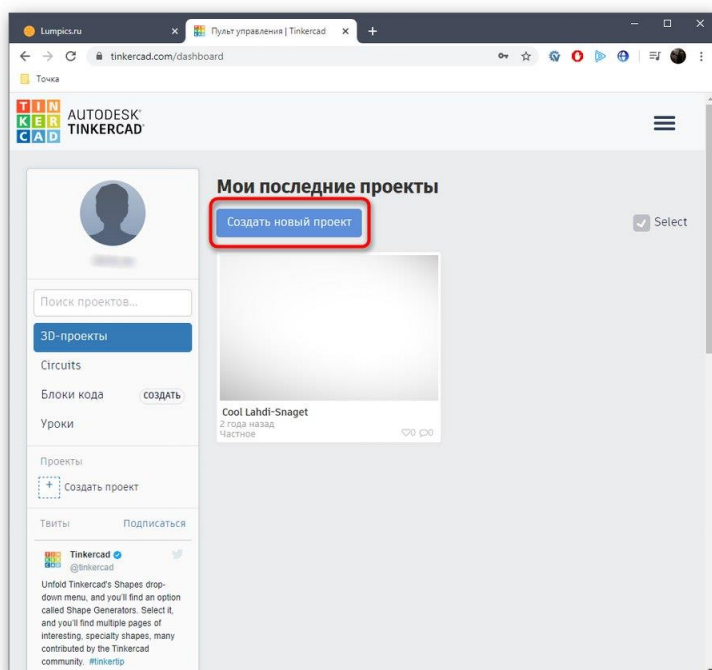 Lumpics.ru
Пульт управления | Tinkercad
tinkercad.com/dashboard
Точка
TIN
KER
CAD
AUTODESK®
TINKERCAD®
Мои последние проекты
Создать новый проект
Select
Поиск проектов...
3D-проекты
Circuits
Блоки кода
СОЗДАТЬ
Уроки
Cool Lahdi-Snaget
2 года назад
Частное
0 0
Проекты
+ Создать проект
Твиты Подписаться
Tinkercad
@tinkercad
Unfold Tinkercad's Shapes drop-
down menu, and you'll find an option
called Shape Generators. Select it,
and you'll find multiple pages of
interesting, specialty shapes, many
contributed by the Tinkercad
community. #tinkertip